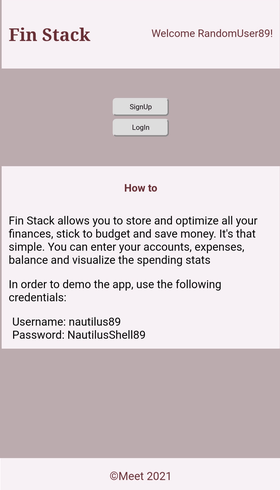 Fin Stack
Welcome RandomUser89!
SignUp
LogIn
How to
Fin Stack allows you to store and optimize all your
finances, stick to budget and save money. It's that
simple. You can enter your accounts, expenses,
balance and visualize the spending stats
In order to demo the app, use the following
credentials:
Username: nautilus89
Password: NautilusShell89
©Meet 2021